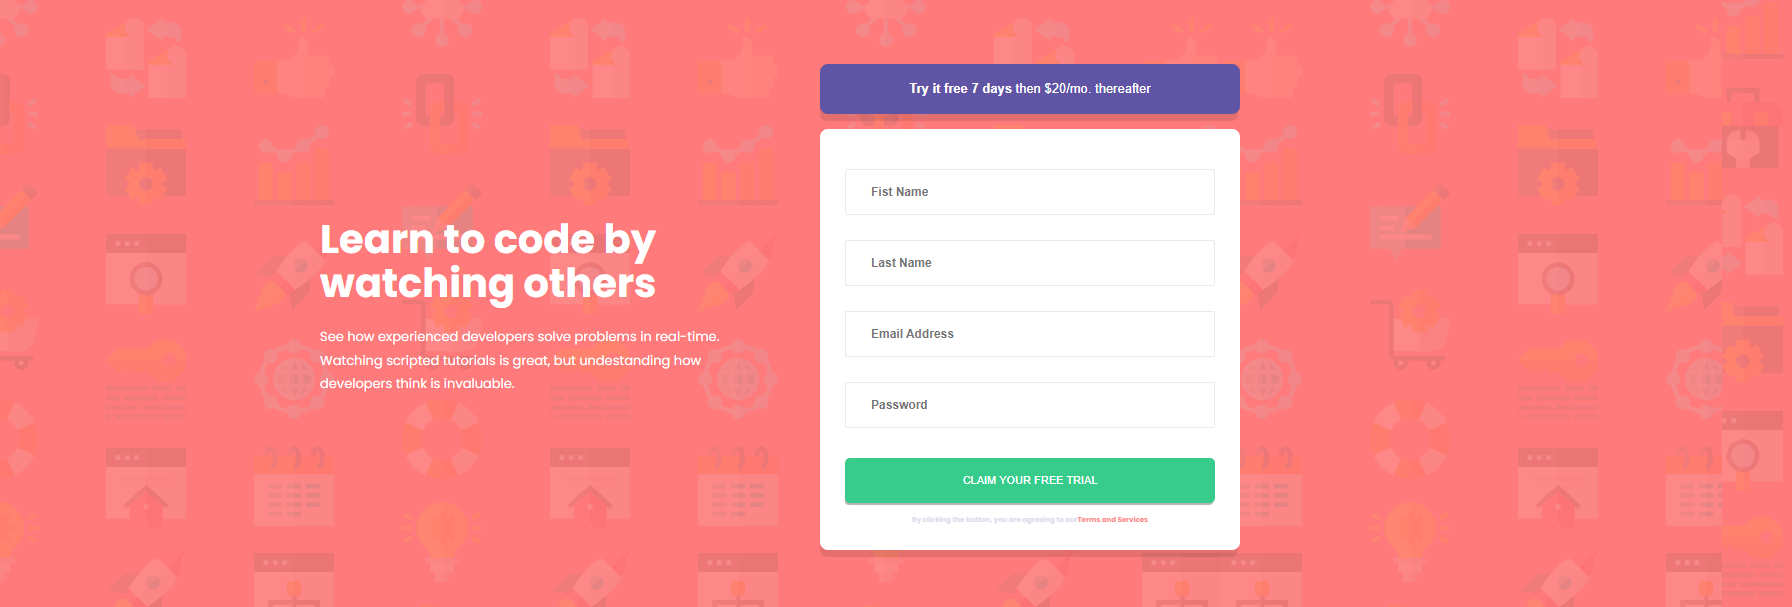 Try it free 7 days then $20/mo. thereafter
Fist Name
Last Name
Learn to code by
watching others
Email Address
See how experienced developers solve problems in real-time.
Watching scripted tutorials is great, but undestanding how
developers think is invaluable.
Password
CLAIM YOUR FREE TRIAL
By clicking the button, you are agreeing to ourTerms and Services